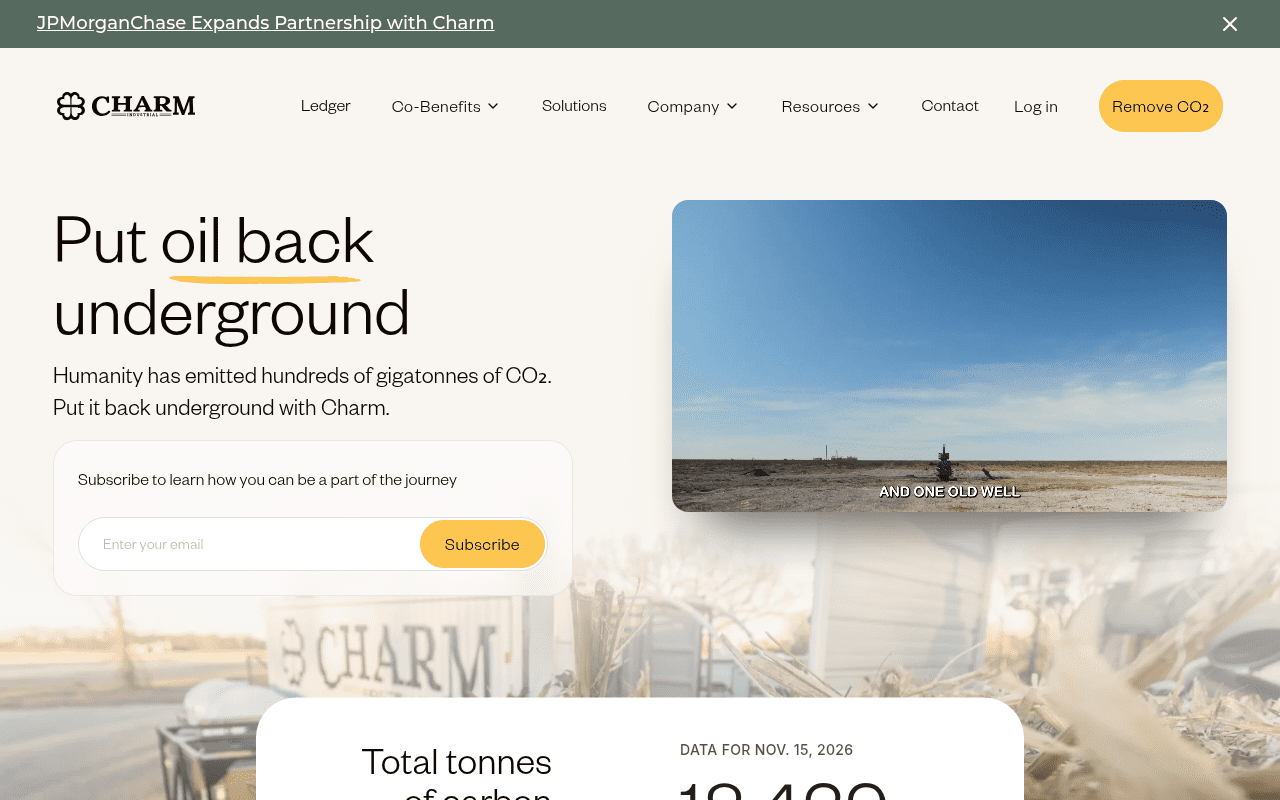 JPMorganChase Expands Partnership with Charm
CHARM
INDUSTRIAL
Ledger
Co-Benefits
Solutions
Company
Resources
Contact
Log in
Remove CO₂
Put oil back
underground
Humanity has emitted hundreds of gigatonnes of CO₂.
Put it back underground with Charm.
Subscribe to learn how you can be a part of the journey
Enter your email
Subscribe
AND ONE OLD WELL
CHARM
Total tonnes
of carbon
DATA FOR NOV. 15, 2026